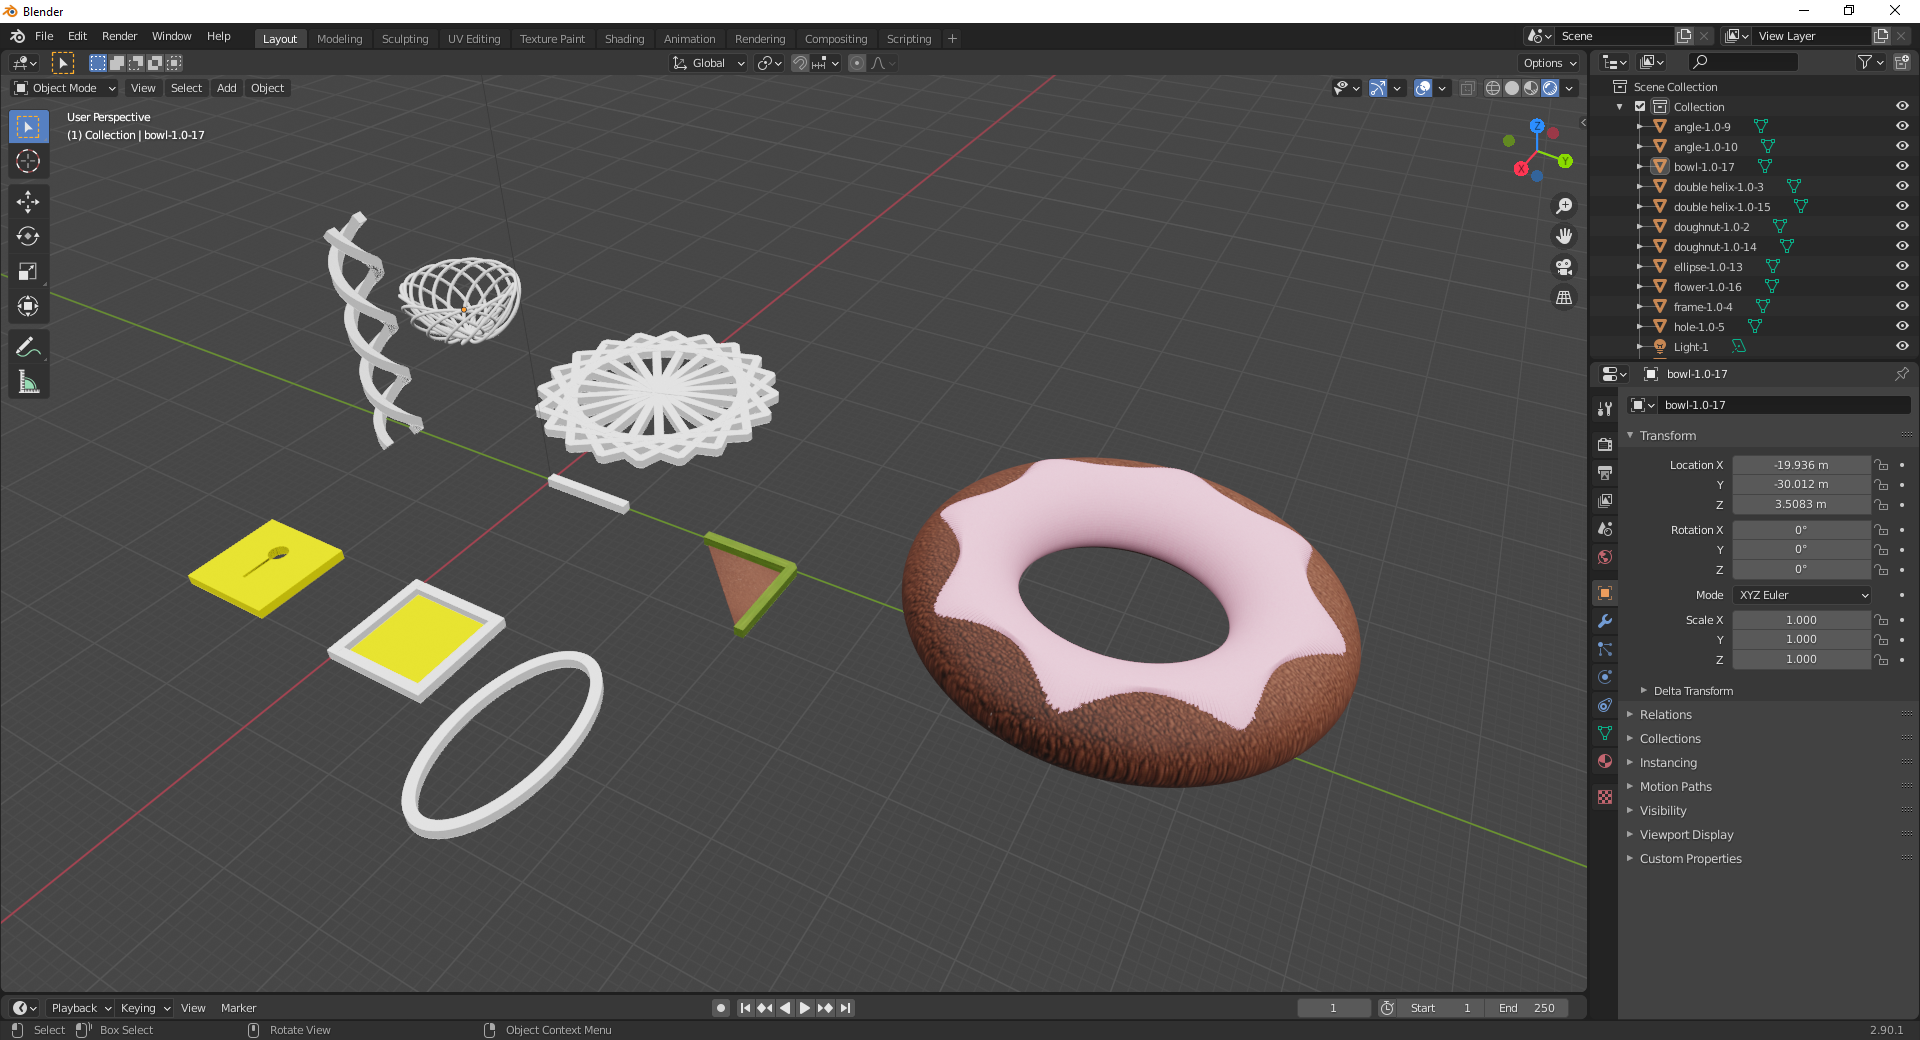 Blender
File Edit Render Window Help
Layout Modeling Sculpting UV Editing Texture Paint Shading Animation Rendering Compositing Scripting +
Scene
View Layer
Global
Options
Object Mode View Select Add Object
User Perspective
(1) Collection | bowl-1.0-17
Z
Y
X
Scene Collection
Collection
angle-1.0-9
angle-1.0-10
bowl-1.0-17
double helix-1.0-3
double helix-1.0-15
doughnut-1.0-2
doughnut-1.0-14
ellipse-1.0-13
flower-1.0-16
frame-1.0-4
hole-1.0-5
Light-1
bowl-1.0-17
bowl-1.0-17
Transform
Location X -19.936 m
Y -30.012 m
Z 3.5083 m
Rotation X 0°
Y 0°
Z 0°
Mode XYZ Euler
Scale X 1.000
Y 1.000
Z 1.000
Delta Transform
Relations
Collections
Instancing
Motion Paths
Visibility
Viewport Display
Custom Properties
Playback Keying View Marker
1
Start 1
End 250
Select Box Select Rotate View Object Context Menu
2.90.1